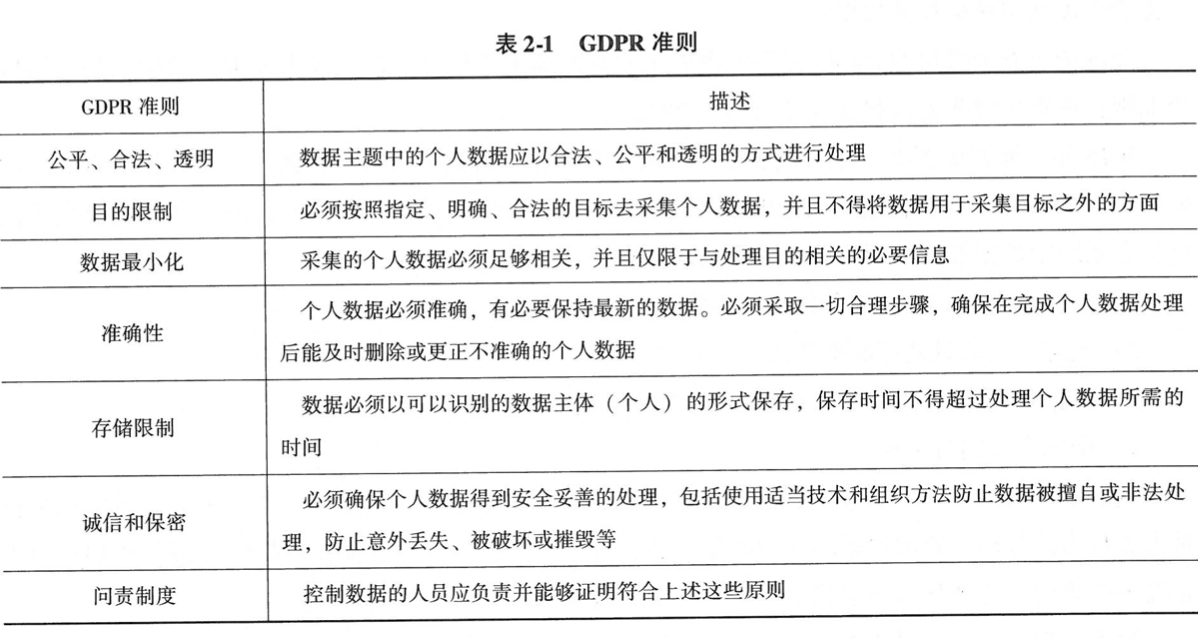 表 2-1 GDPR 准则
GDPR 准则 描述
公平、合法、透明 数据主题中的个人数据应以合法、公平和透明的方式进行处理
目的限制 必须按照指定、明确、合法的目标去采集个人数据，并且不得将数据用于采集目标之外的方面
数据最小化 采集的个人数据必须足够相关，并且仅限于与处理目的相关的必要信息
准确性 个人数据必须准确，有必要保持最新的数据。必须采取一切合理步骤，确保在完成个人数据处理
后能及时删除或更正不准确的个人数据
存储限制 数据必须以可以识别的数据主体（个人）的形式保存，保存时间不得超过处理个人数据所需的
时间
诚信和保密 必须确保个人数据得到安全妥善的处理，包括使用适当技术和组织方法防止数据被擅自或非法处
理，防止意外丢失、被破坏或摧毁等
问责制度 控制数据的人员应负责并能够证明符合上述这些原则